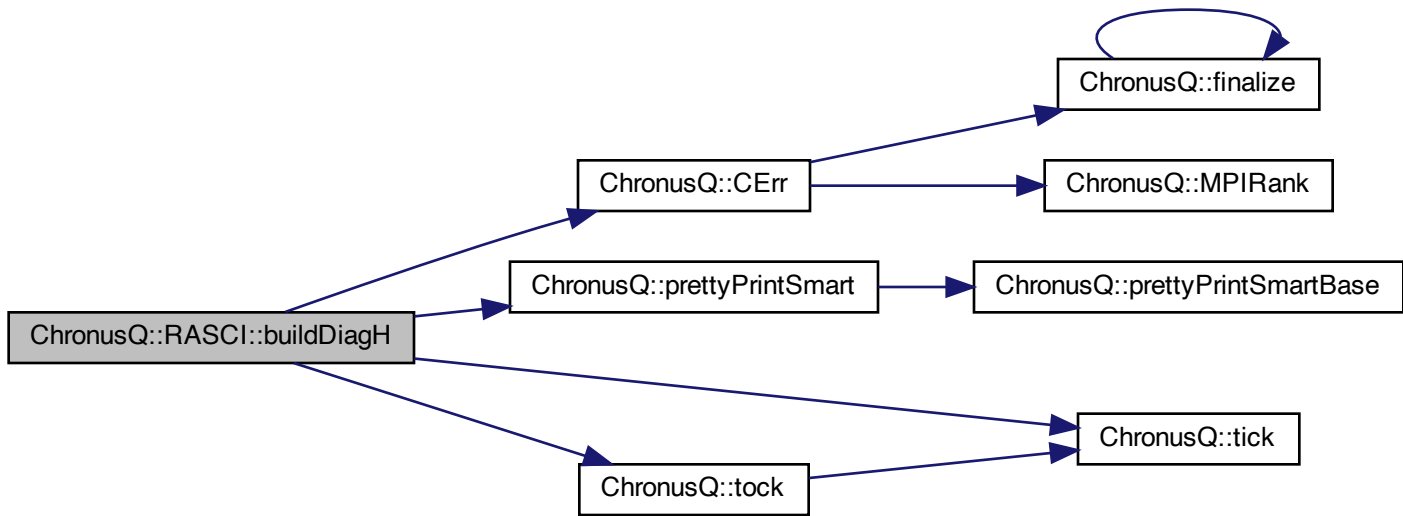 ChronusQ::finalize
ChronusQ::CErr
ChronusQ::MPIRank
ChronusQ::prettyPrintSmart
ChronusQ::prettyPrintSmartBase
ChronusQ::RASCI::buildDiagH
ChronusQ::tick
ChronusQ::tock